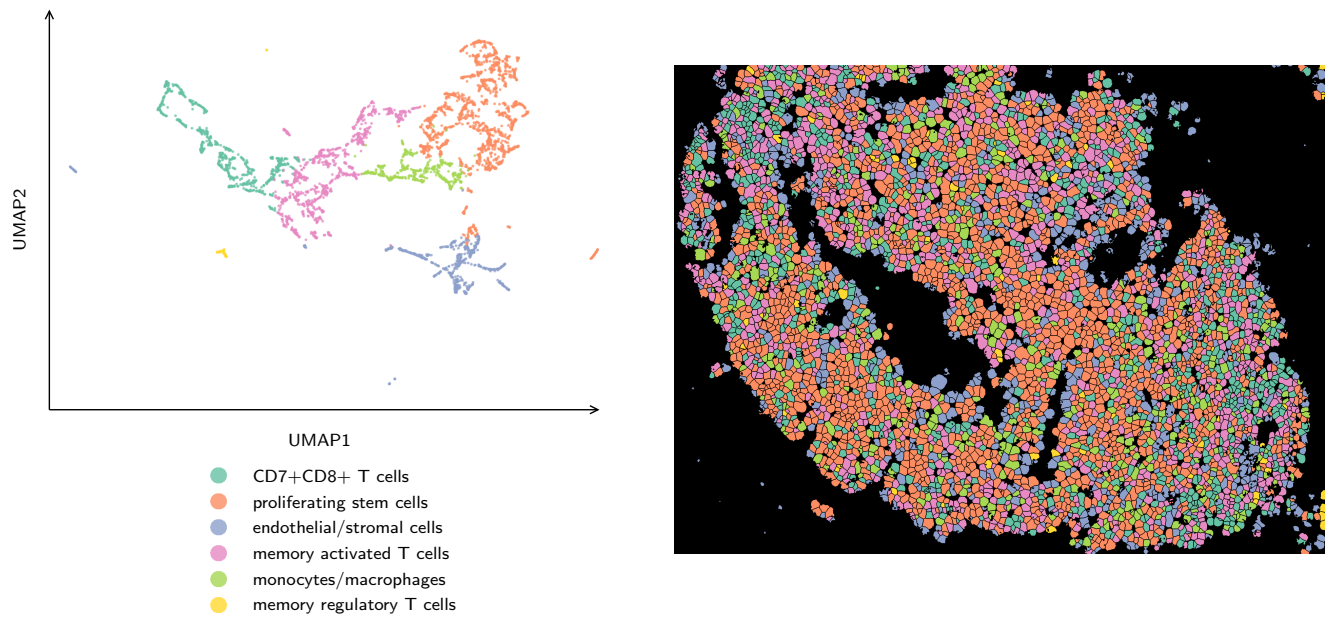 UMAP2
UMAP1
CD7+CD8+ T cells
proliferating stem cells
endothelial/stromal cells
memory activated T cells
monocytes/macrophages
memory regulatory T cells